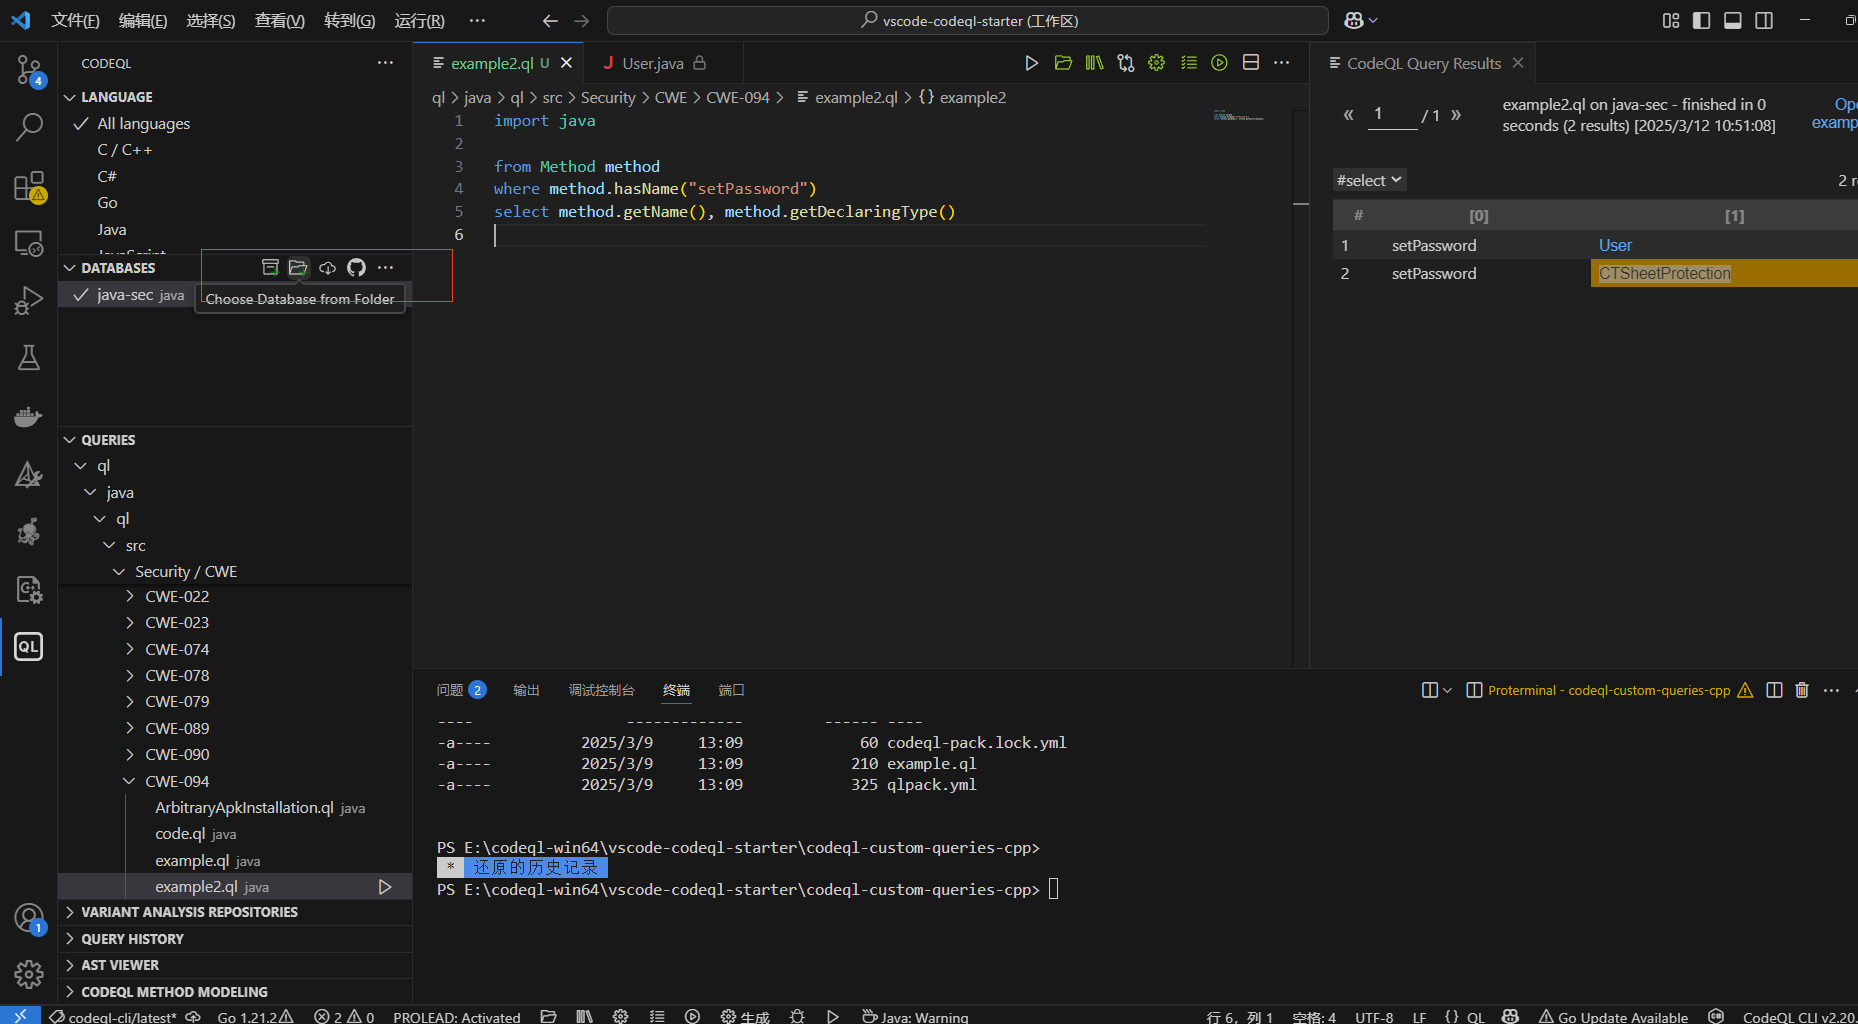 文件(F) 编辑(E) 选择(S) 查看(V) 转到(G) 运行(R) ··· vscode-codeql-starter (工作区)
CODEQL
LANGUAGE
All languages
C / C++
C#
Go
Java
JavaScript
DATABASES
java-sec java
Choose Database from Folder
QUERIES
ql
java
ql
src
Security / CWE
CWE-022
CWE-023
CWE-074
CWE-078
CWE-079
CWE-089
CWE-090
CWE-094
ArbitraryApkInstallation.ql java
code.ql java
example.ql java
example2.ql java
VARIANT ANALYSIS REPOSITORIES
QUERY HISTORY
AST VIEWER
CODEQL METHOD MODELING
4
QL
1
example2.ql U
J User.java
ql > java > ql > src > Security > CWE > CWE-094 > example2.ql > {} example2
1 import java
2
3 from Method method
4 where method.hasName("setPassword")
5 select method.getName(), method.getDeclaringType()
6
CodeQL Query Results
« 1 / 1 »
example2.ql on java-sec - finished in 0
seconds (2 results) [2025/3/12 10:51:08]
Ope
examp
#select
2 r
# [0] [1]
1 setPassword User
2 setPassword CTSheetProtection
问题 2 输出 调试控制台 终端 端口
Proterminal - codeql-custom-queries-cpp
---- ------------- ------ ----
-a---- 2025/3/9 13:09 60 codeql-pack.lock.yml
-a---- 2025/3/9 13:09 210 example.ql
-a---- 2025/3/9 13:09 325 qlpack.yml
PS E:\codeql-win64\vscode-codeql-starter\codeql-custom-queries-cpp>
* 还原的历史记录
PS E:\codeql-win64\vscode-codeql-starter\codeql-custom-queries-cpp>
codeql-cli/latest* Go 1.21.2 2 0 PROLEAD: Activated 生成 Java: Warning 行 6，列 1 空格: 4 UTF-8 LF {} QL Go Update Available CodeQL CLI v2.20.